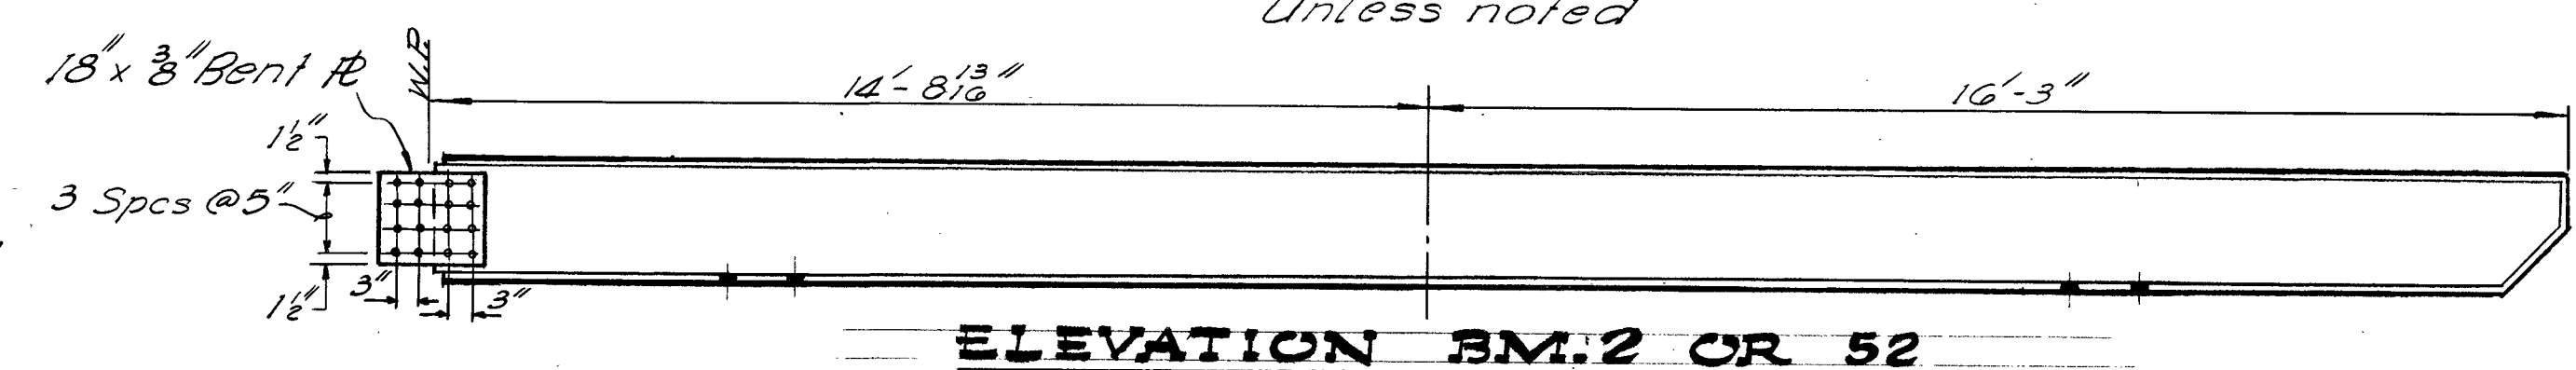 Unless noted
18" x 3/8" Bent ℙL
W.P.
14'-8 13/16"
16'-3"
1 1/2"
3 Spcs @5"
1 1/2"
3"
3"
ELEVATION BM.2 OR 52